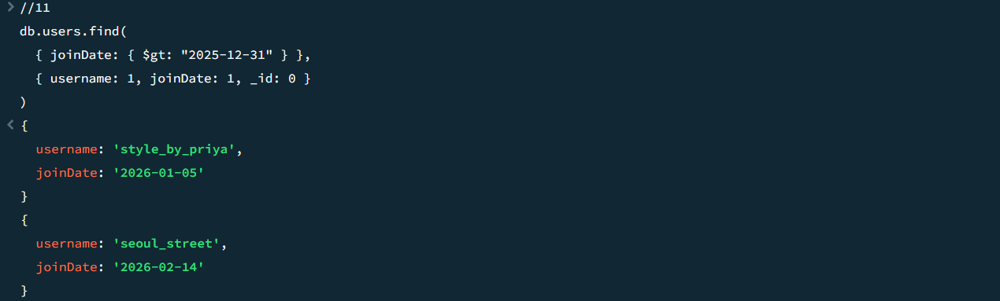 > //11
db.users.find(
{ joinDate: { $gt: "2025-12-31" } },
{ username: 1, joinDate: 1, _id: 0 }
)
< {
username: 'style_by_priya',
joinDate: '2026-01-05'
}
{
username: 'seoul_street',
joinDate: '2026-02-14'
}